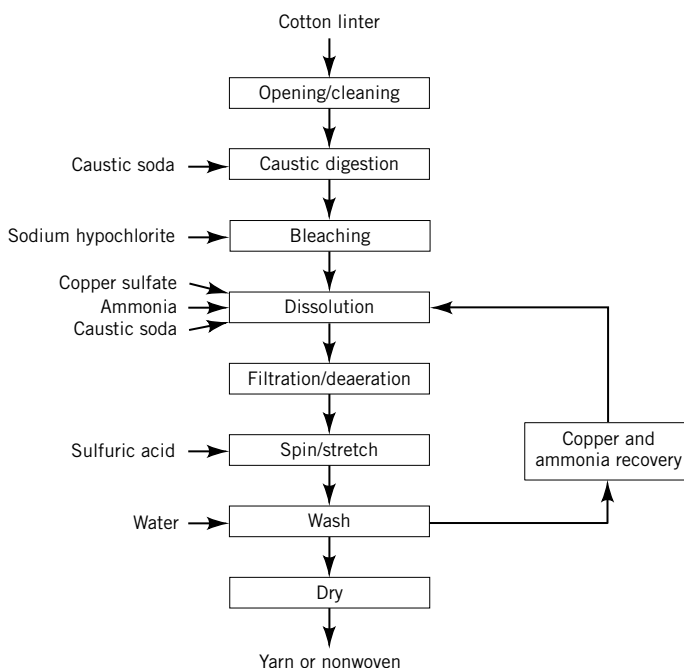 Cotton linter
Opening/cleaning
Caustic soda
Caustic digestion
Sodium hypochlorite
Bleaching
Copper sulfate
Ammonia
Caustic soda
Dissolution
Filtration/deaeration
Sulfuric acid
Spin/stretch
Copper and
ammonia recovery
Water
Wash
Dry
Yarn or nonwoven